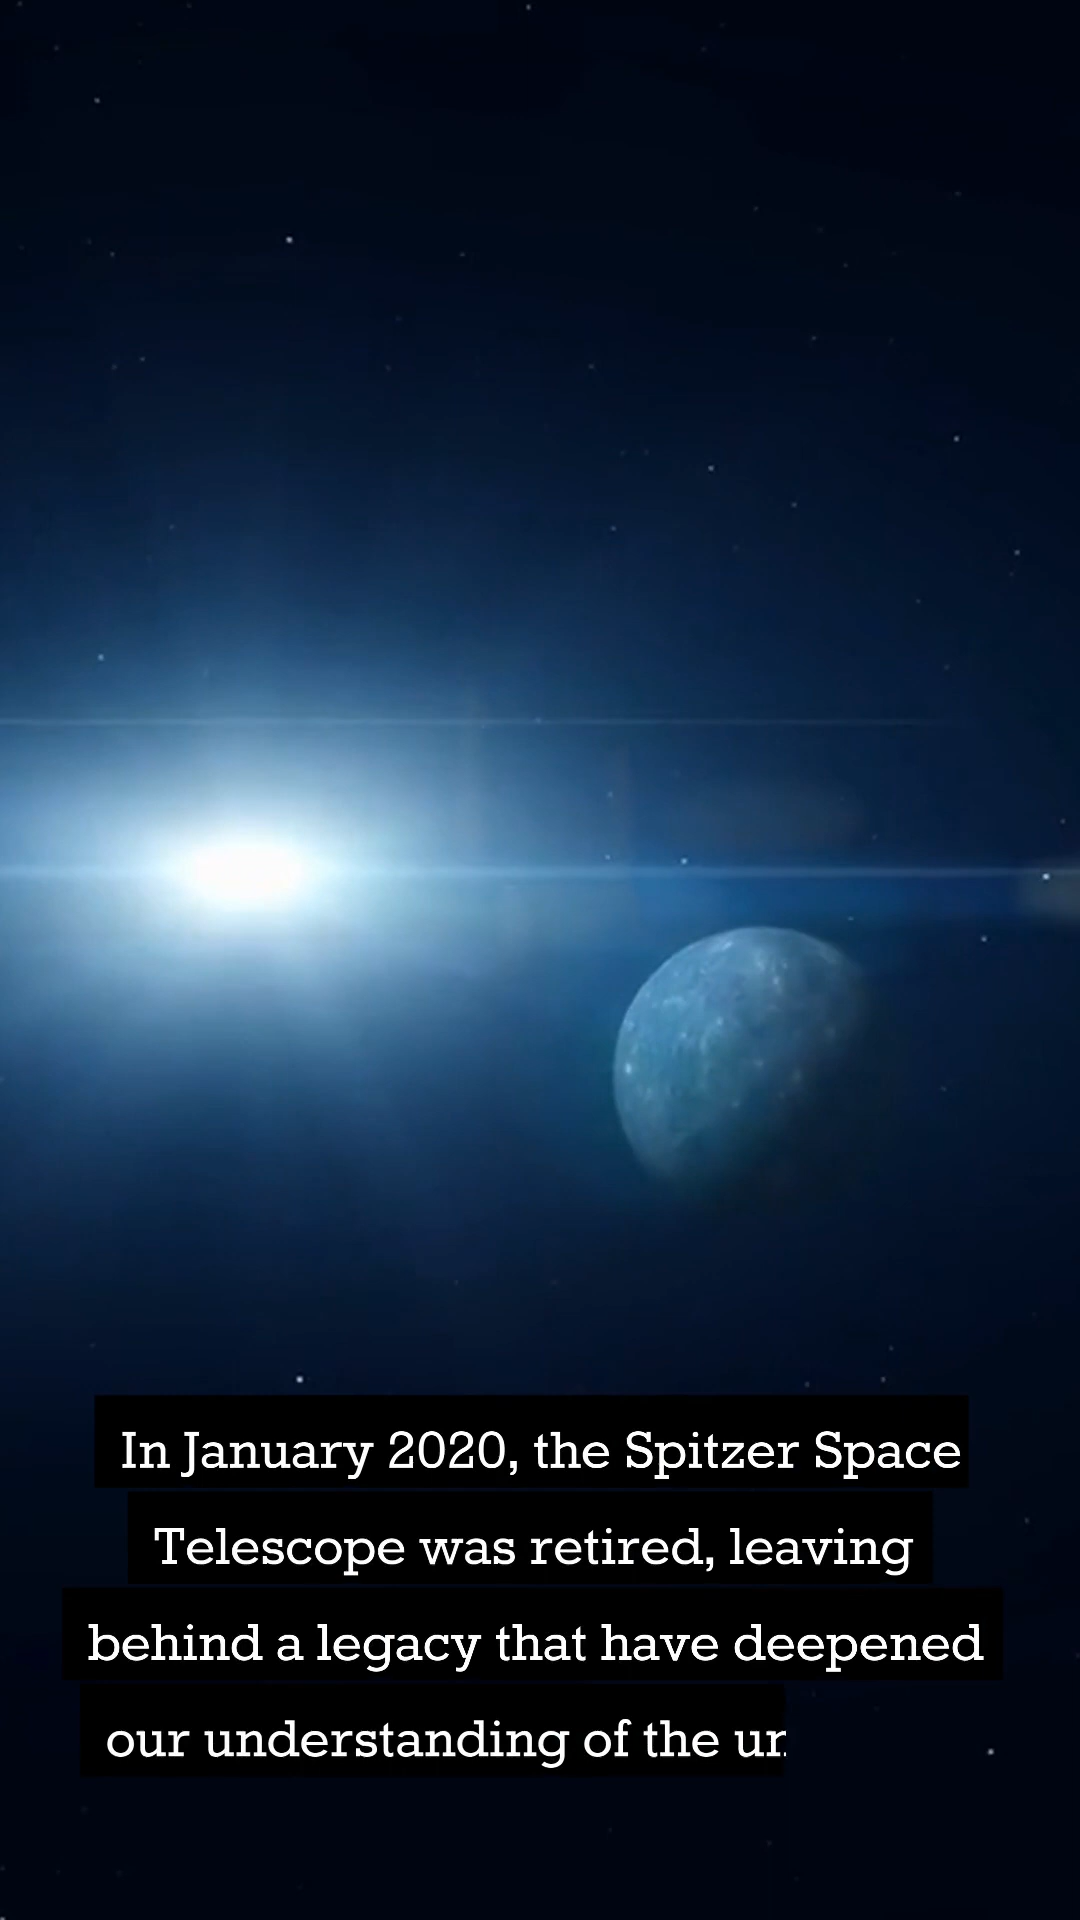 In January 2020, the Spitzer Space
Telescope was retired, leaving
behind a legacy that have deepened
our understanding of the